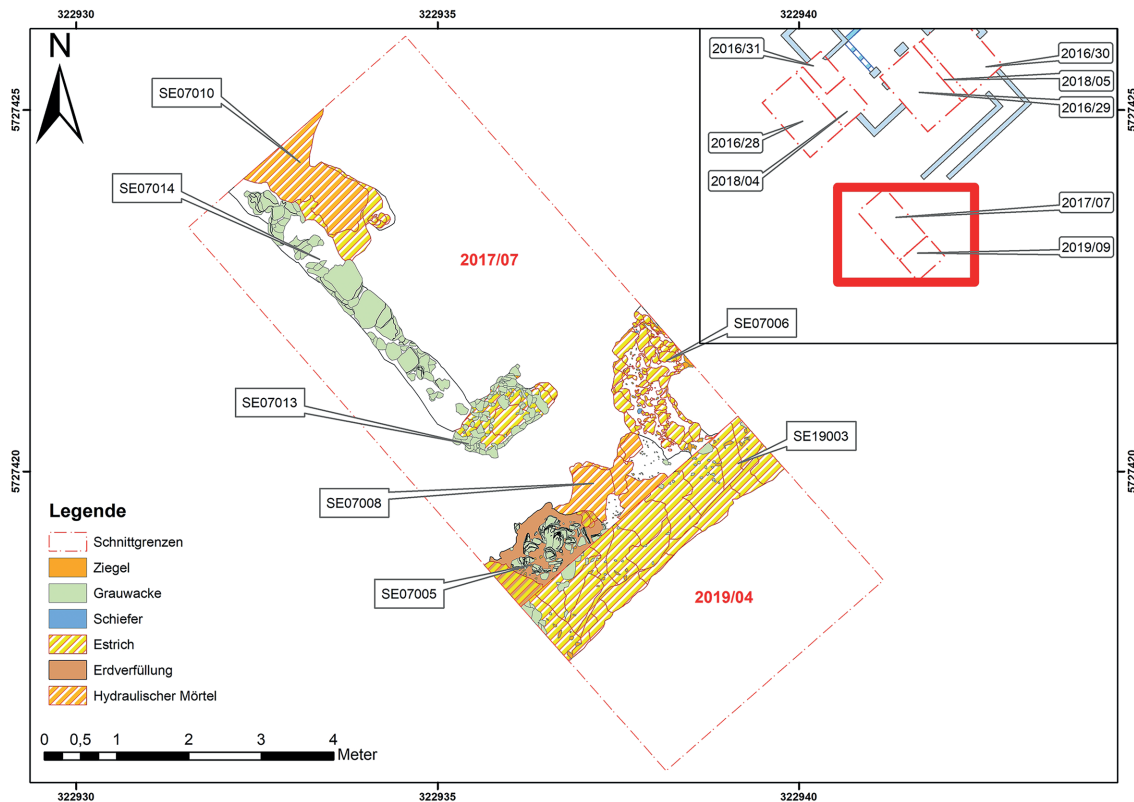 322930
322935
322940
N
5727425
5727425
5727420
5727420
SE07010
SE07014
2017/07
SE07006
SE07013
SE19003
SE07008
SE07005
2019/04
2016/31
2016/30
2018/05
2016/29
2016/28
2018/04
2017/07
2019/09
Legende
Schnittgrenzen
Ziegel
Grauwacke
Schiefer
Estrich
Erdverfüllung
Hydraulischer Mörtel
0 0,5 1 2 3 4
Meter
322930
322935
322940